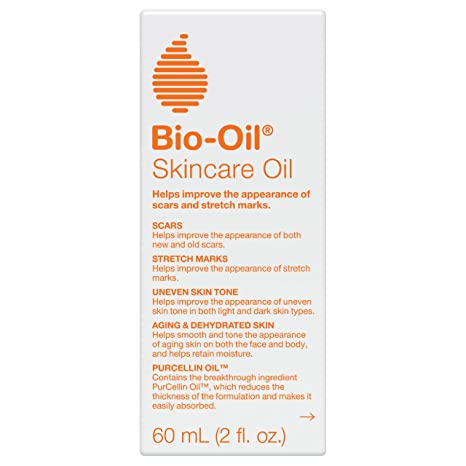 Bio-Oil®
Skincare Oil
Helps improve the appearance of
scars and stretch marks.
SCARS
Helps improve the appearance of both
new and old scars.
STRETCH MARKS
Helps improve the appearance of stretch
marks.
UNEVEN SKIN TONE
Helps improve the appearance of uneven
skin tone in both light and dark skin types.
AGING & DEHYDRATED SKIN
Helps smooth and tone the appearance
of aging skin on both the face and body,
and helps retain moisture.
PURCELLIN OIL™
Contains the breakthrough ingredient
PurCellin Oil™, which reduces the
thickness of the formulation and makes it
easily absorbed.
→
60 mL (2 fl. oz.)